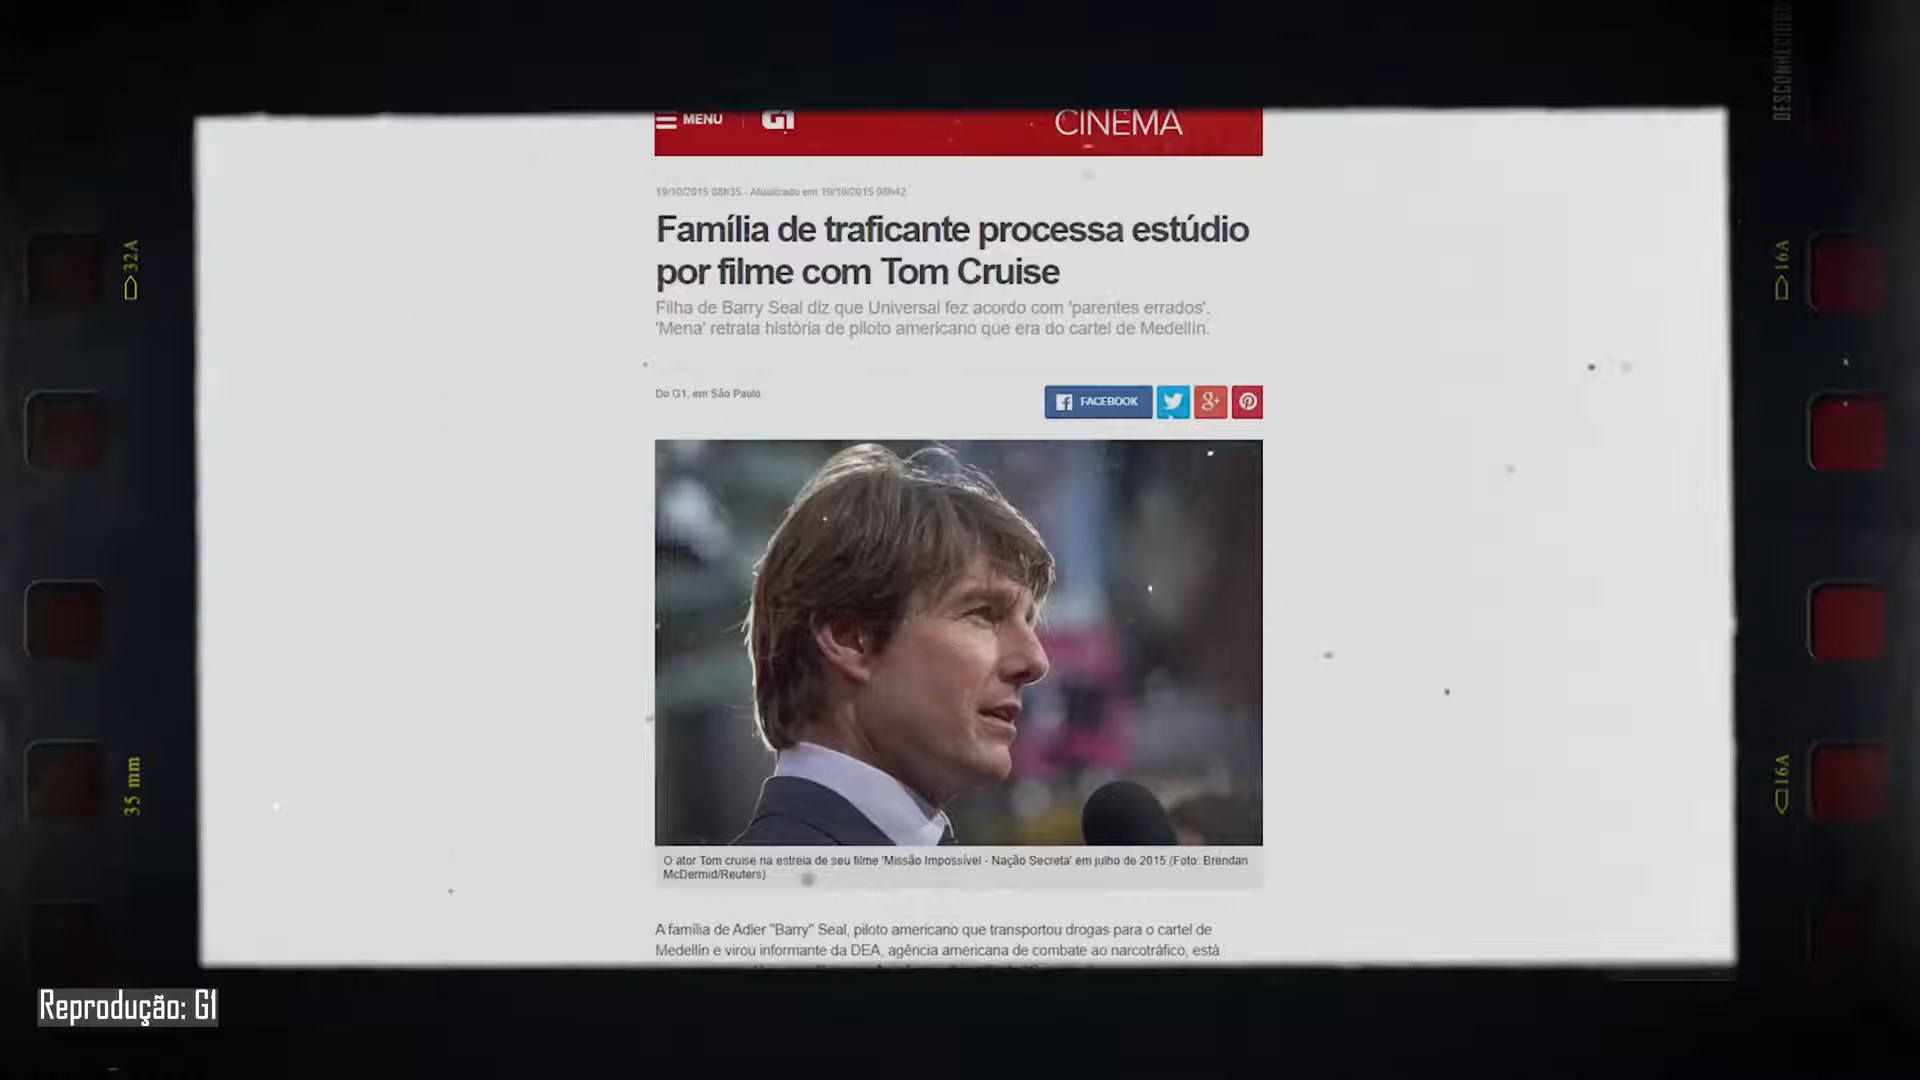 DESCONHECIDO
MENU G1 CINEMA
19/10/2015 08h35 - Atualizado em 19/10/2015 08h42
Família de traficante processa estúdio
por filme com Tom Cruise
Filha de Barry Seal diz que Universal fez acordo com 'parentes errados'.
'Mena' retrata história de piloto americano que era do cartel de Medellín.
Do G1, em São Paulo
FACEBOOK
g+
O ator Tom cruise na estreia de seu filme 'Missão Impossível - Nação Secreta' em julho de 2015 (Foto: Brendan
McDermid/Reuters)
A família de Adler "Barry" Seal, piloto americano que transportou drogas para o cartel de
Medellín e virou informante da DEA, agência americana de combate ao narcotráfico, está
32A
35 mm
16A
16A
Reprodução: G1